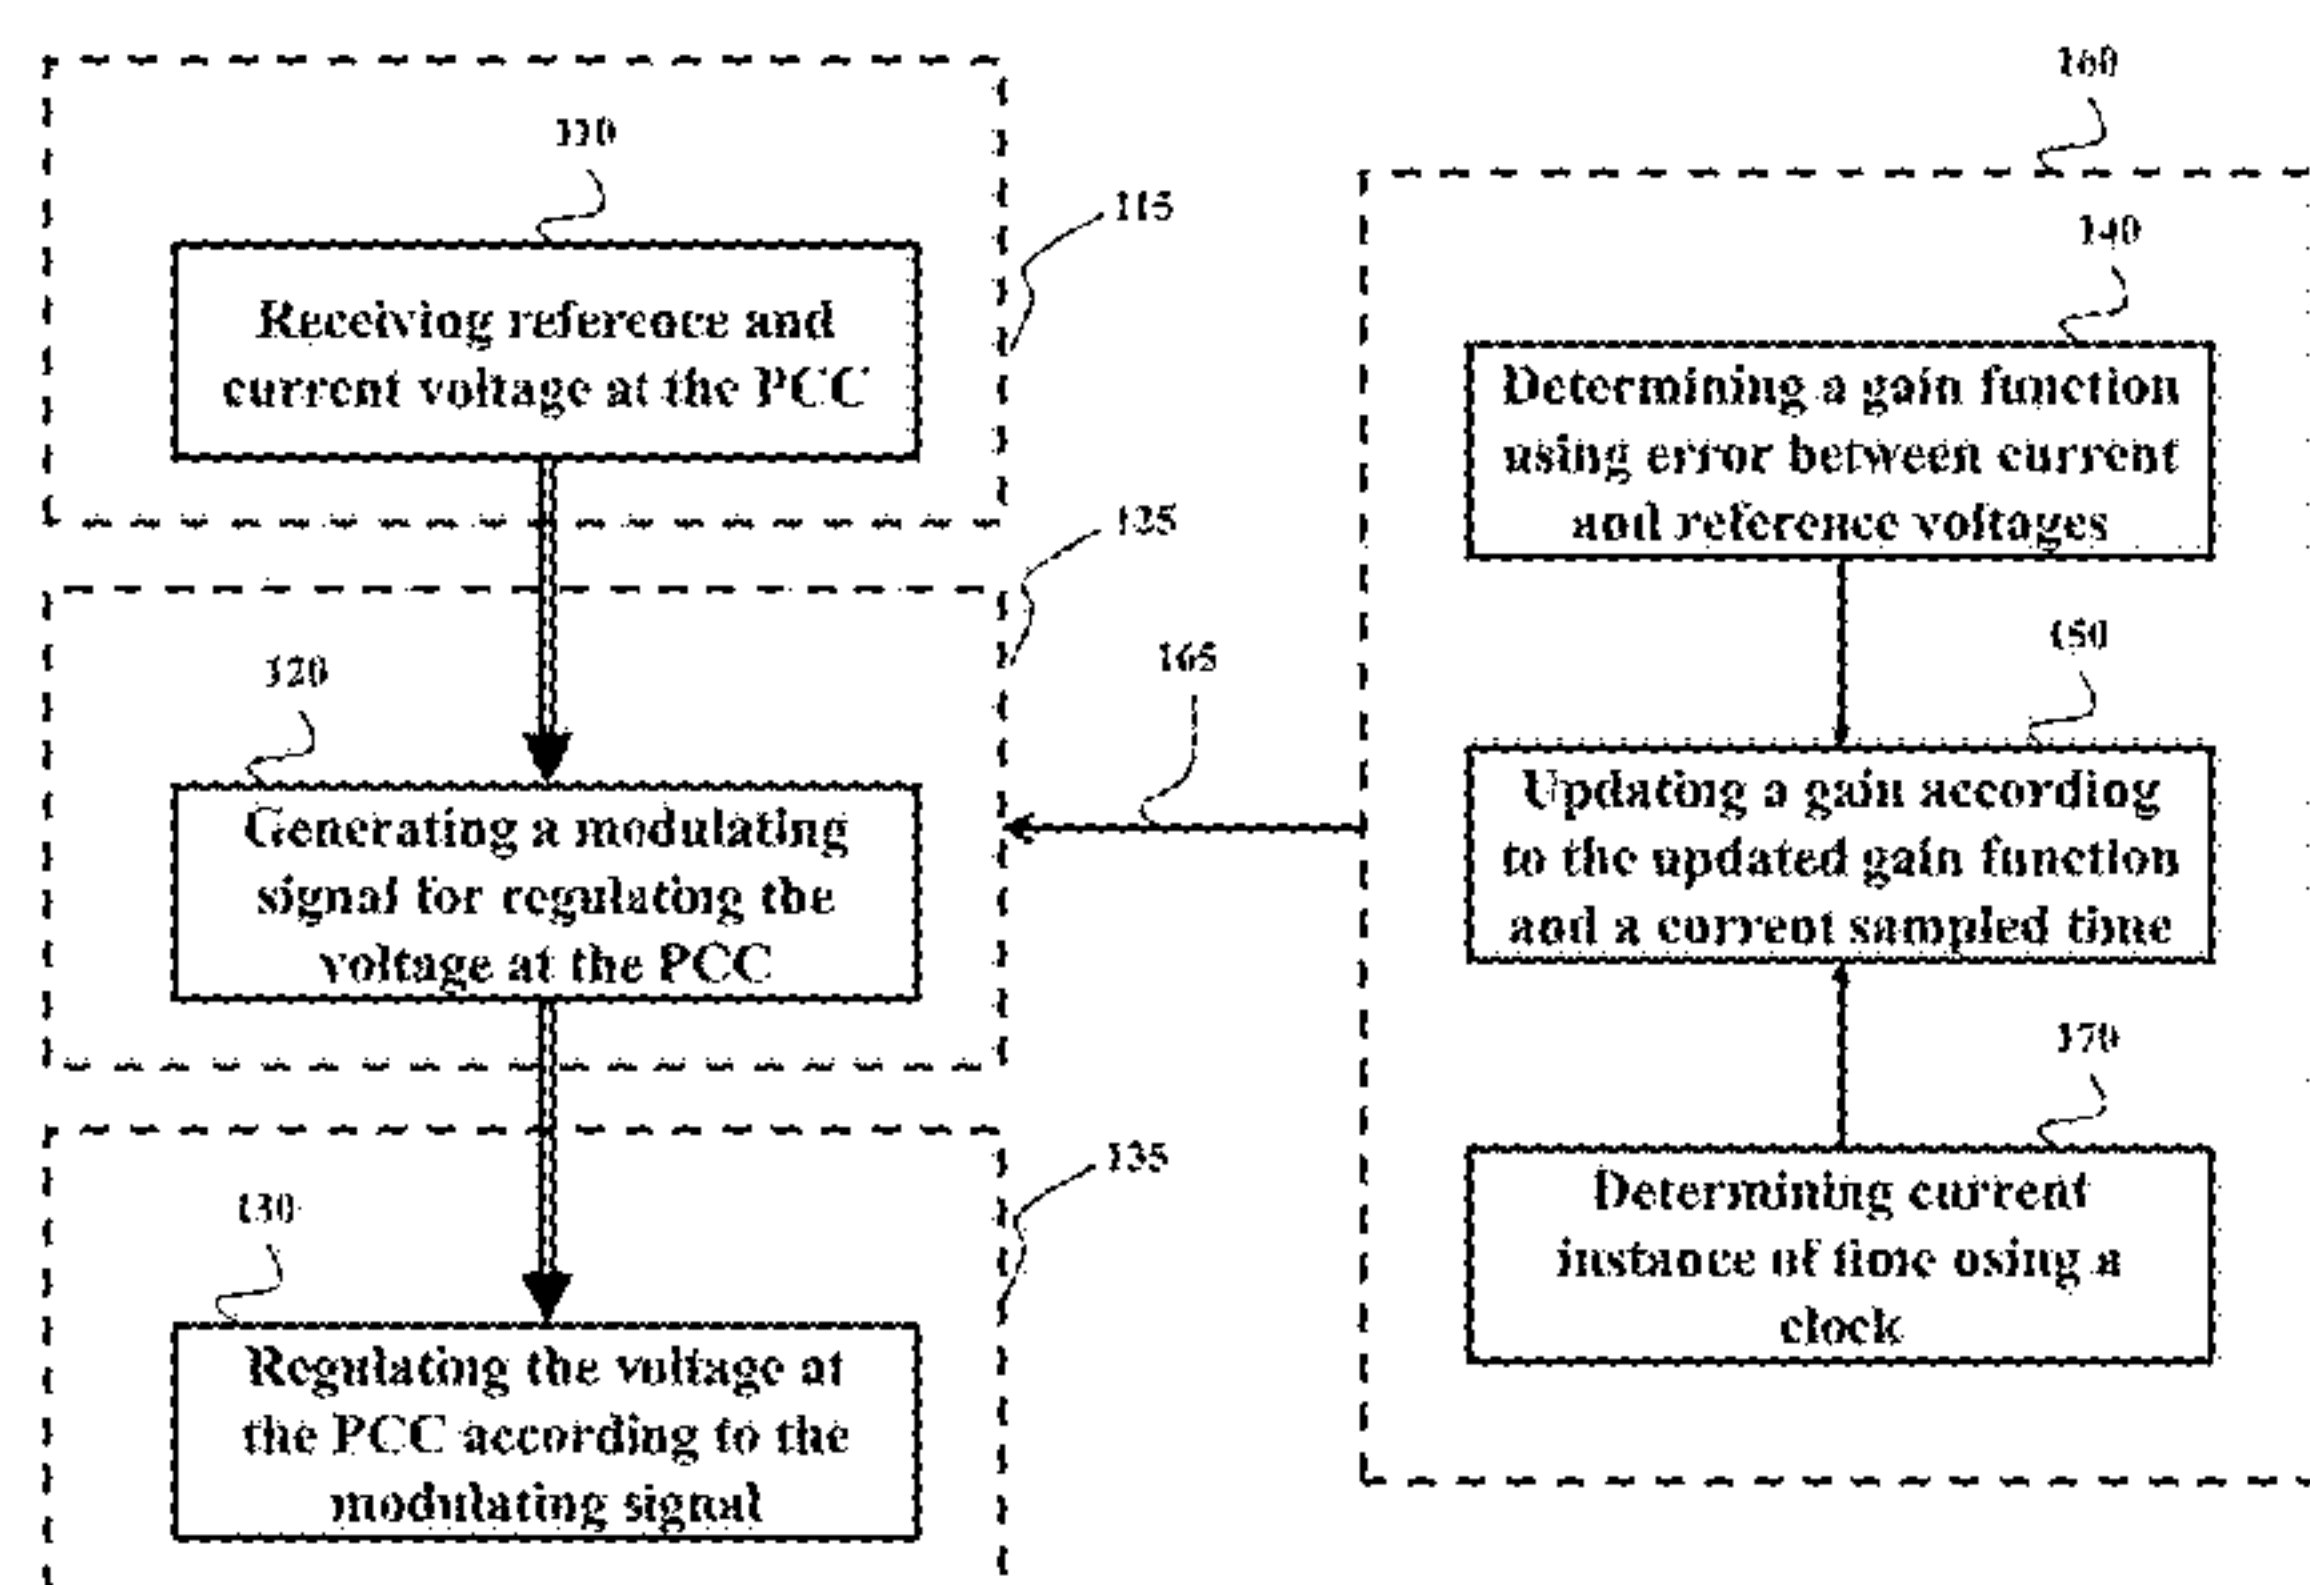 110
115
Receiving reference and
current voltage at the PCC
125
120
165
Generating a modulating
signal for regulating the
voltage at the PCC
135
130
Regulating the voltage at
the PCC according to the
modulating signal
160
140
Determining a gain function
using error between current
and reference voltages
150
Updating a gain according
to the updated gain function
and a current sampled time
170
Determining current
instance of time using a
clock